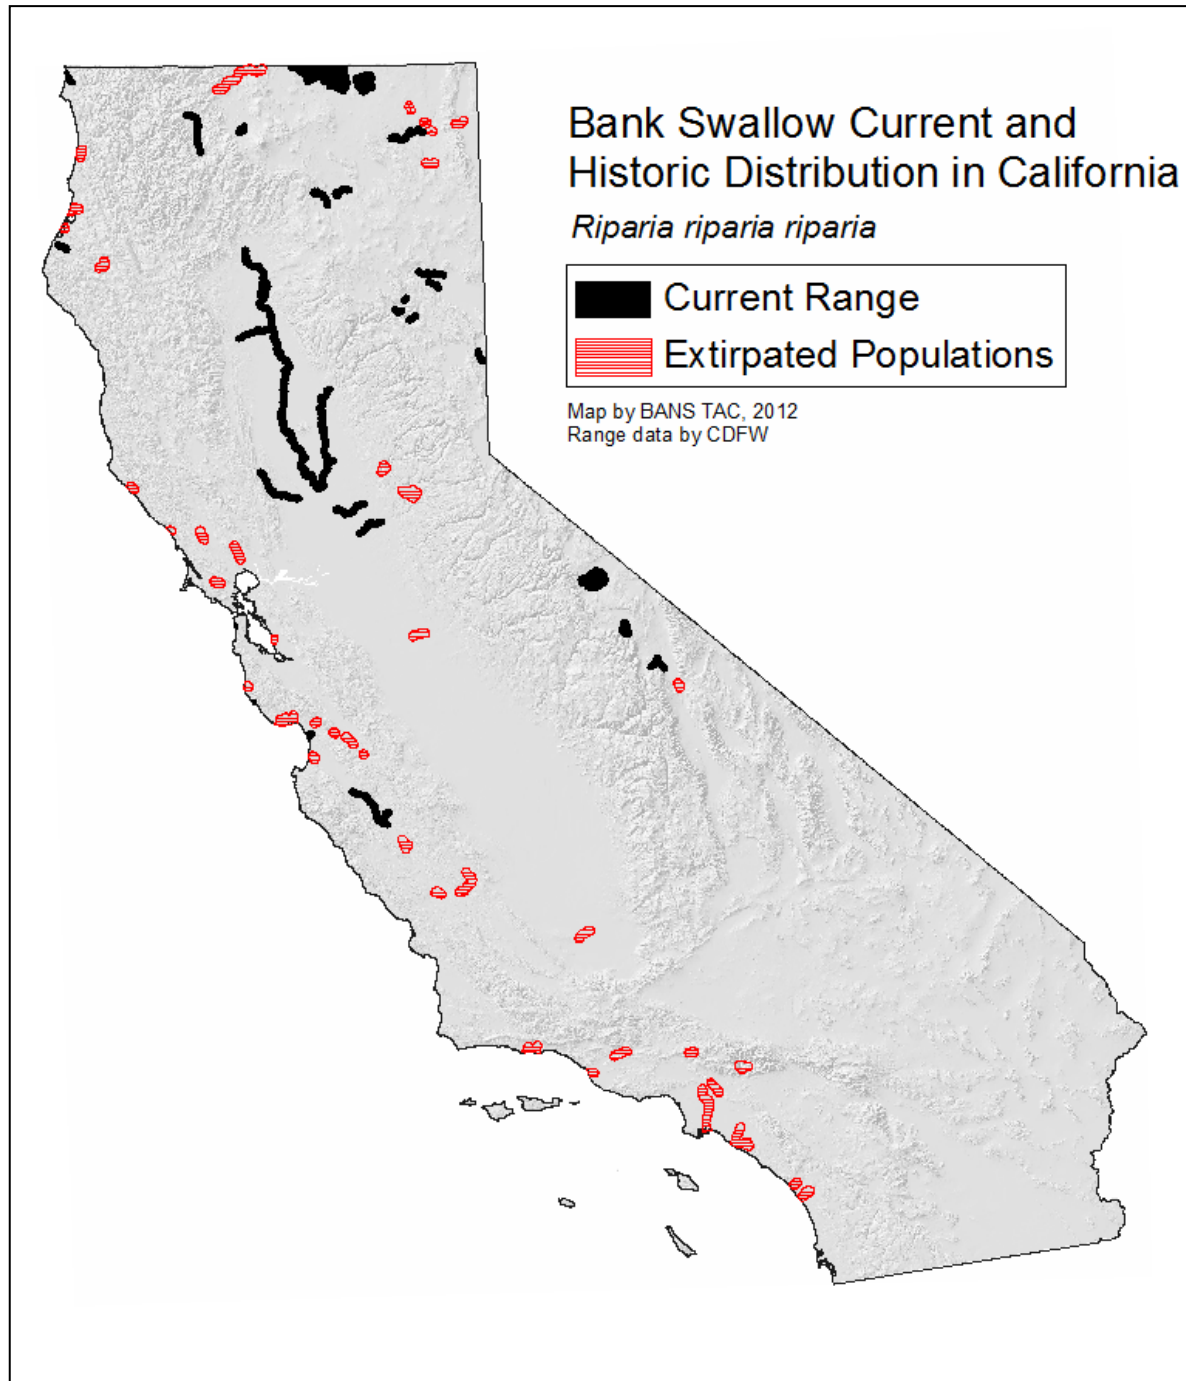 Bank Swallow Current and
Historic Distribution in California
Riparia riparia riparia
Current Range
Extirpated Populations
Map by BANS TAC, 2012
Range data by CDFW